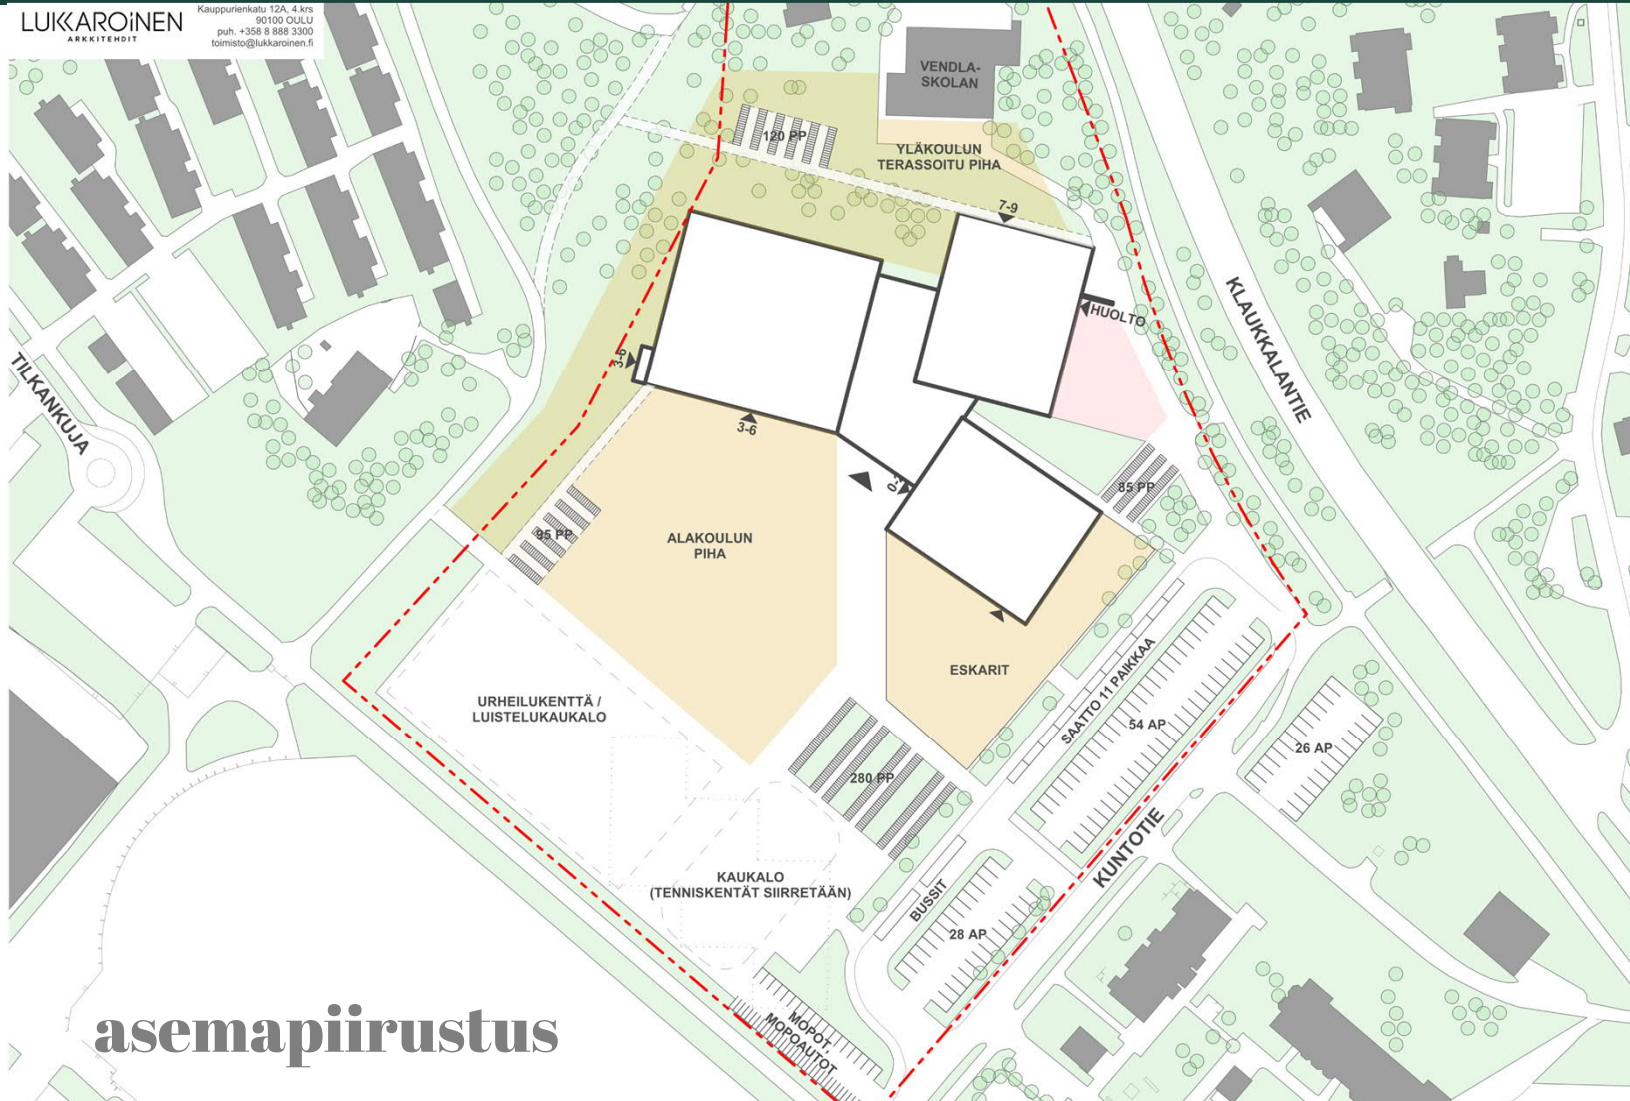 LUKKAROINEN
ARKKITEHDIT
Kauppurienkatu 12A, 4.krs
90100 OULU
puh. +358 8 888 3300
toimisto@lukkaroinen.fi
VENDLA-
SKOLAN
120 PP
YLÄKOULUN
TERASSOITU PIHA
7-9
HUOLTO
KLAUKKALANTIE
TILKANKUJA
3-6
3-6
85 PP
95 PP
ALAKOULUN
PIHA
ESKARIT
URHEILUKENTTÄ /
LUISTELUKAUKALO
SAATTO 11 PAIKKAA
54 AP
26 AP
280 PP
KUNTOTIE
KAUKALO
(TENNISKENTÄT SIIRRETÄÄN)
BUSSIT
28 AP
MOPOT,
MOPOAUTOT
asemapiirustus